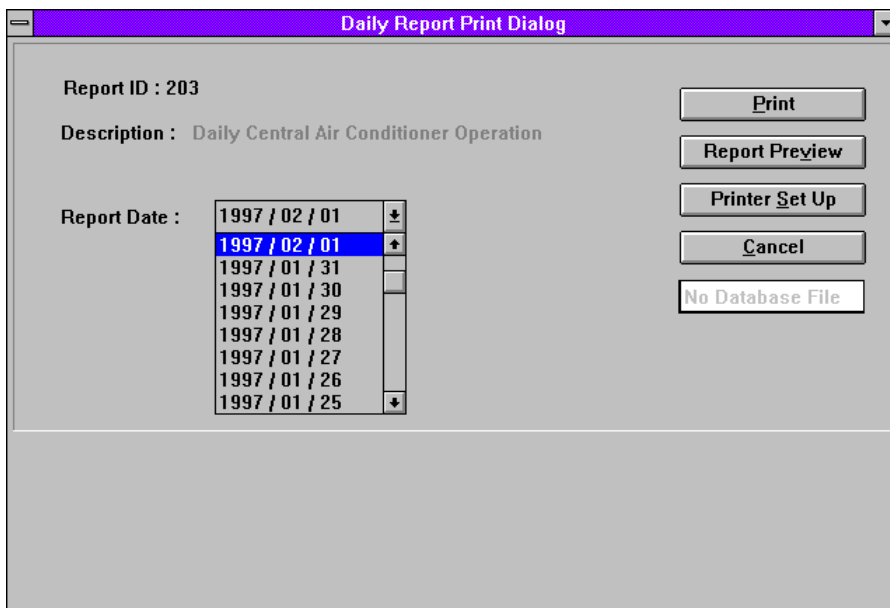 Daily Report Print Dialog
Report ID : 203
Print
Description : Daily Central Air Conditioner Operation
Report Preview
Printer Set Up
Report Date : 1997 / 02 / 01
Cancel
1997 / 02 / 01
1997 / 01 / 31
1997 / 01 / 30
No Database File
1997 / 01 / 29
1997 / 01 / 28
1997 / 01 / 27
1997 / 01 / 26
1997 / 01 / 25